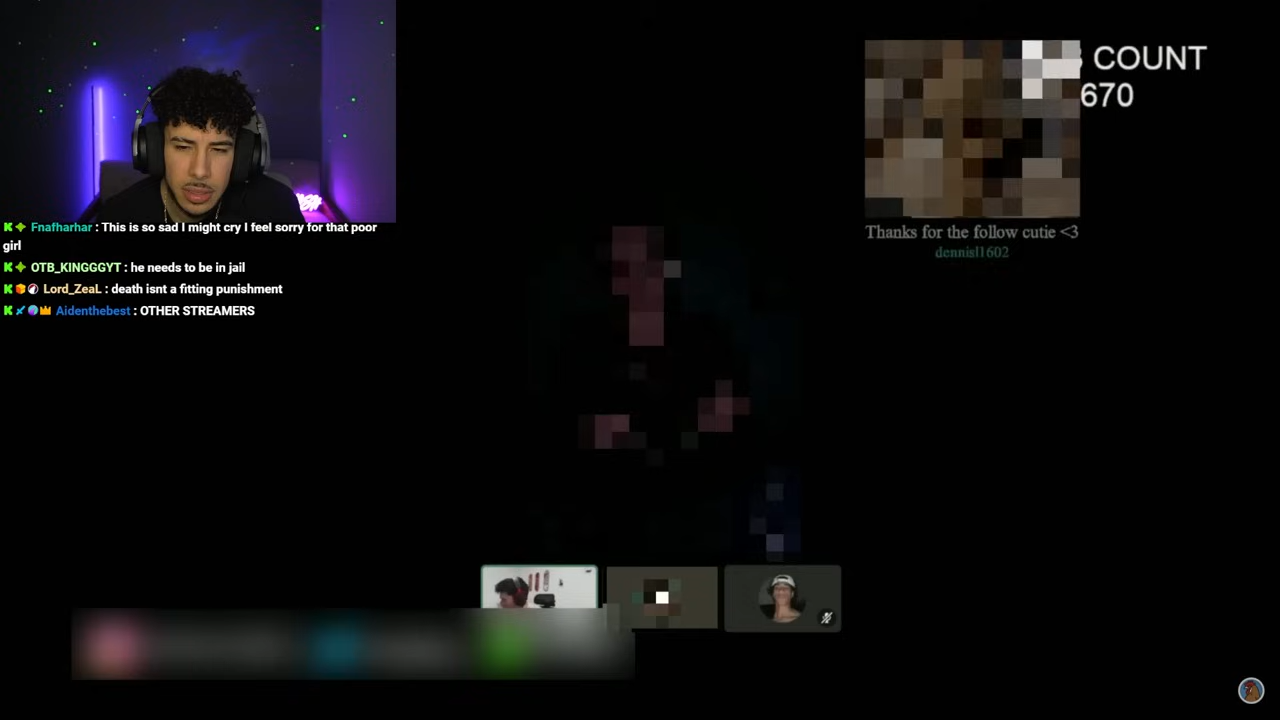 COUNT
670
Fnafharhar : This is so sad I might cry I feel sorry for that poor
girl
Thanks for the follow cutie <3
dennisl1602
OTB_KINGGGYT : he needs to be in jail
Lord_ZeaL : death isnt a fitting punishment
Aidenthebest : OTHER STREAMERS